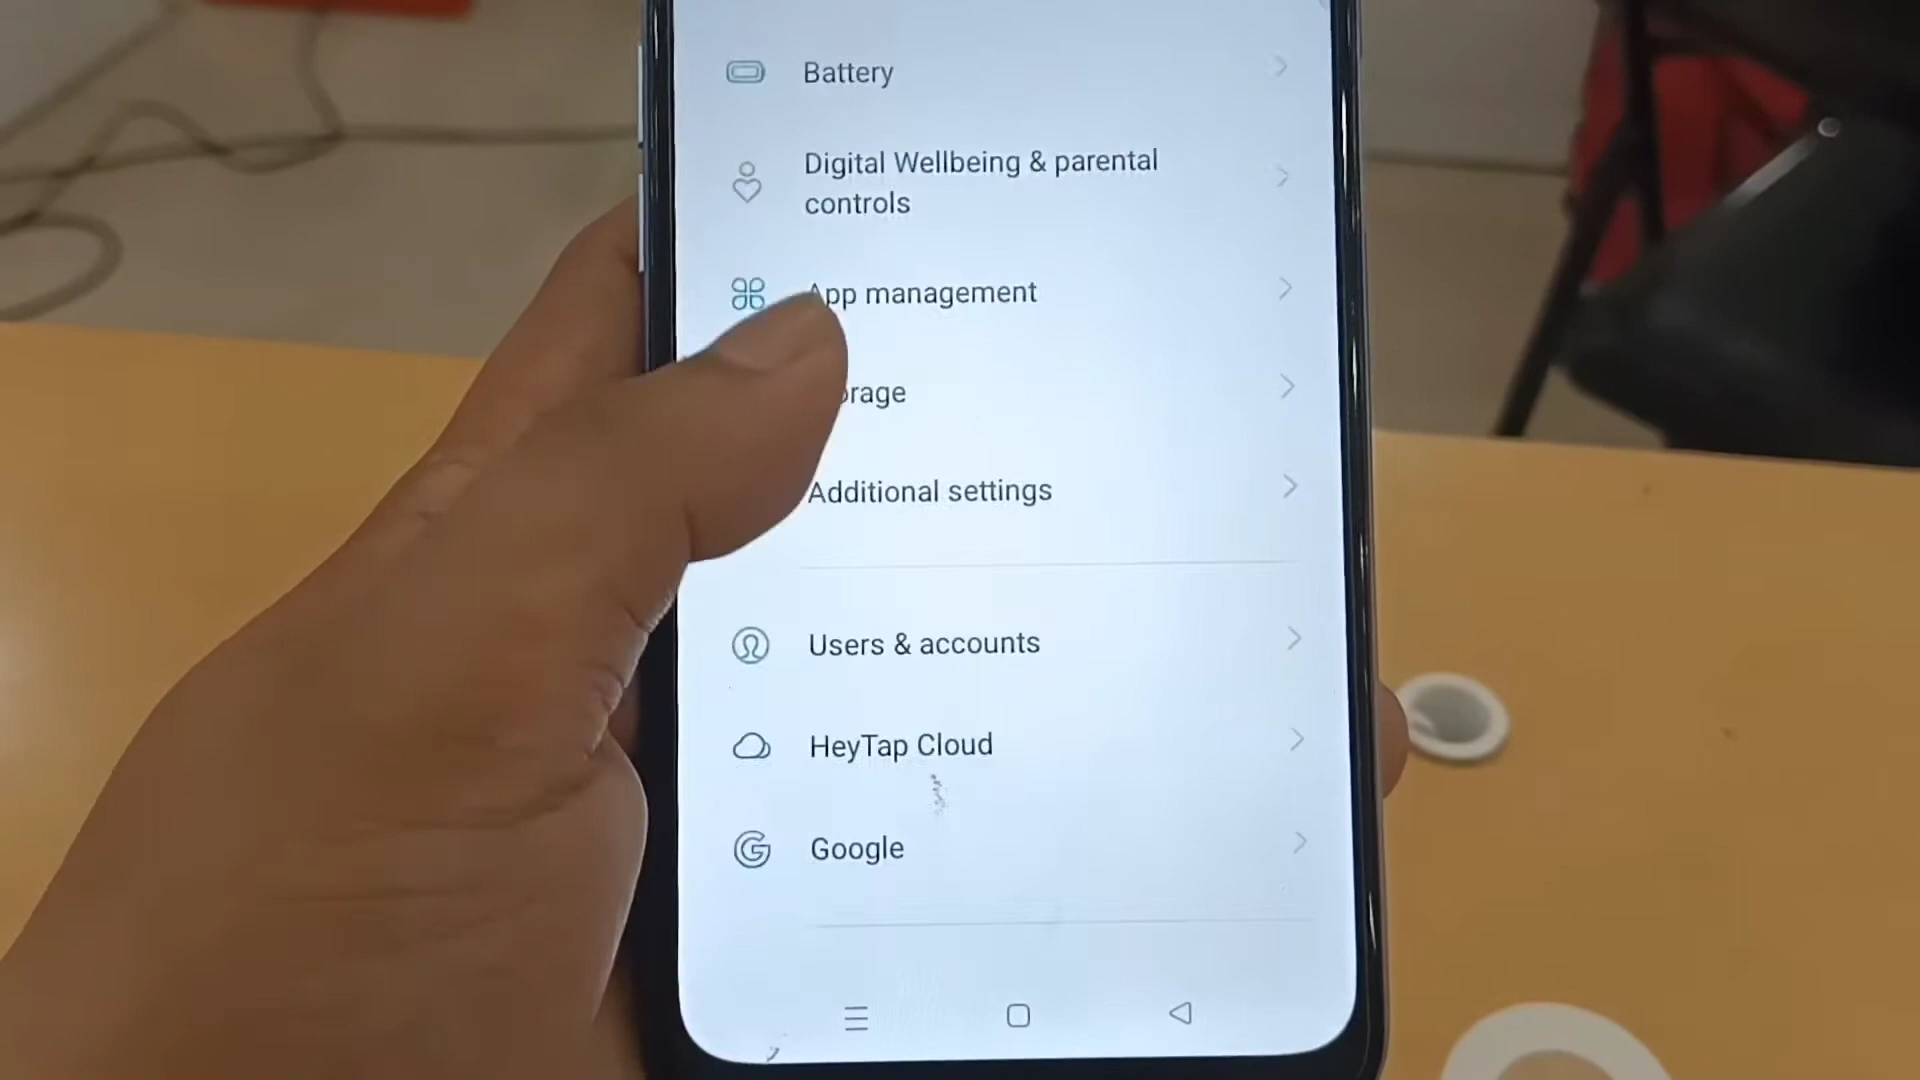 Battery
Digital Wellbeing & parental
controls
App management
orage
Additional settings
Users & accounts
HeyTap Cloud
Google